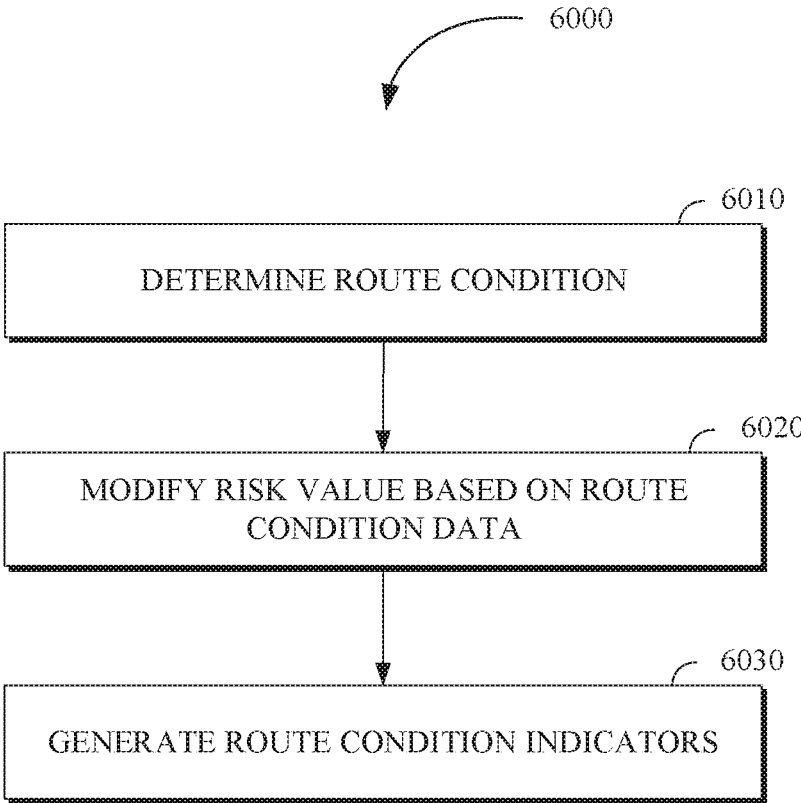 6000
6010
DETERMINE ROUTE CONDITION
6020
MODIFY RISK VALUE BASED ON ROUTE
CONDITION DATA
6030
GENERATE ROUTE CONDITION INDICATORS